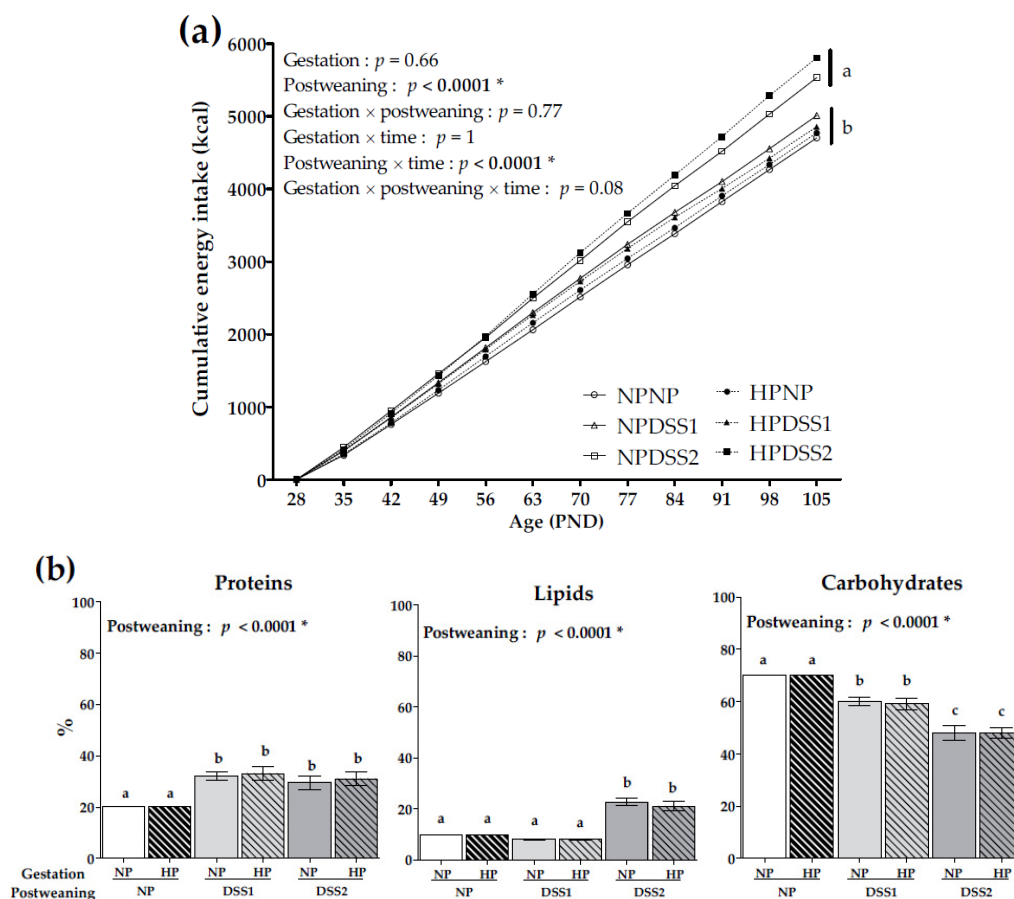 (a)
Cumulative energy intake (kcal)
6000
5000
4000
3000
2000
1000
0
Gestation : p = 0.66
Postweaning : p < 0.0001 *
Gestation × postweaning : p = 0.77
Gestation × time : p = 1
Postweaning × time : p < 0.0001 *
Gestation × postweaning × time : p = 0.08
a
b
NPNP HPNP
NPDSS1 HPDSS1
NPDSS2 HPDSS2
28 35 42 49 56 63 70 77 84 91 98 105
Age (PND)
(b)
Proteins
Postweaning : p < 0.0001 *
%
100
80
60
40
20
0
a a b b b b
NP HP NP HP NP HP
NP DSS1 DSS2
Gestation
Postweaning
Lipids
Postweaning : p < 0.0001 *
100
80
60
40
20
0
a a a a b b
NP HP NP HP NP HP
NP DSS1 DSS2
Carbohydrates
Postweaning : p < 0.0001 *
100
80
60
40
20
0
a a b b c c
NP HP NP HP NP HP
NP DSS1 DSS2